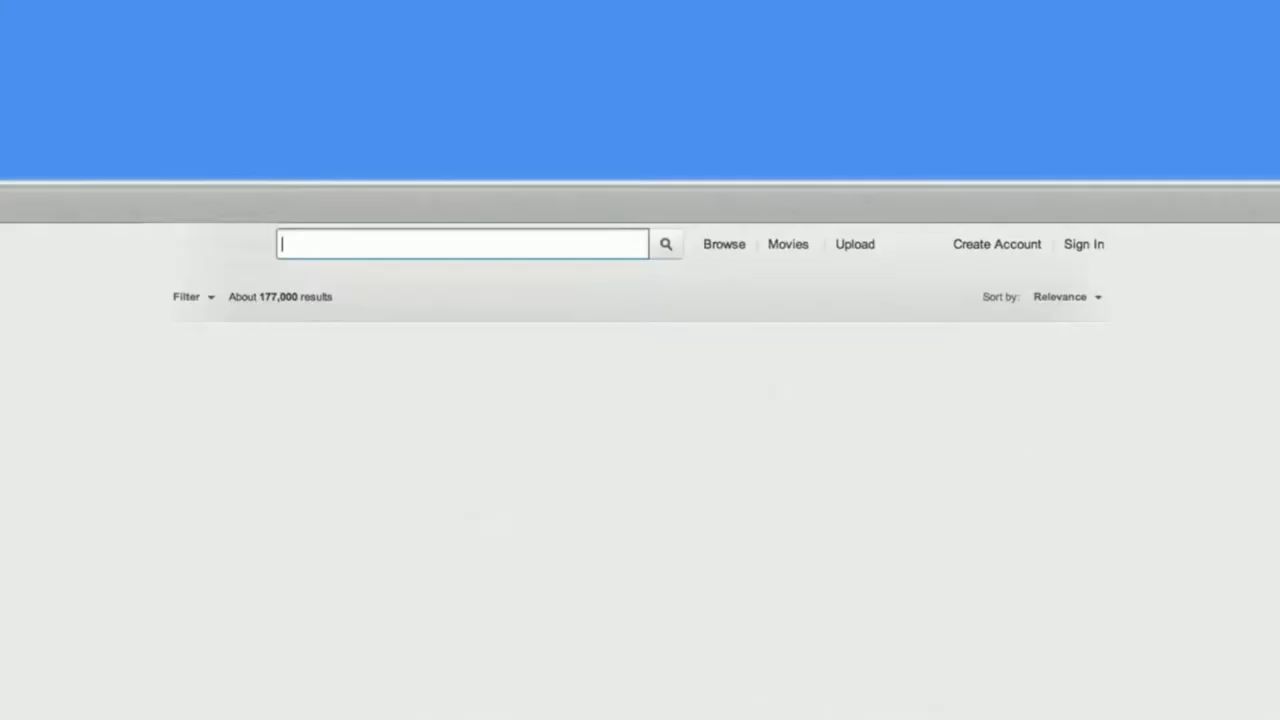 Browse Movies Upload Create Account Sign In
Filter About 177,000 results Sort by: Relevance